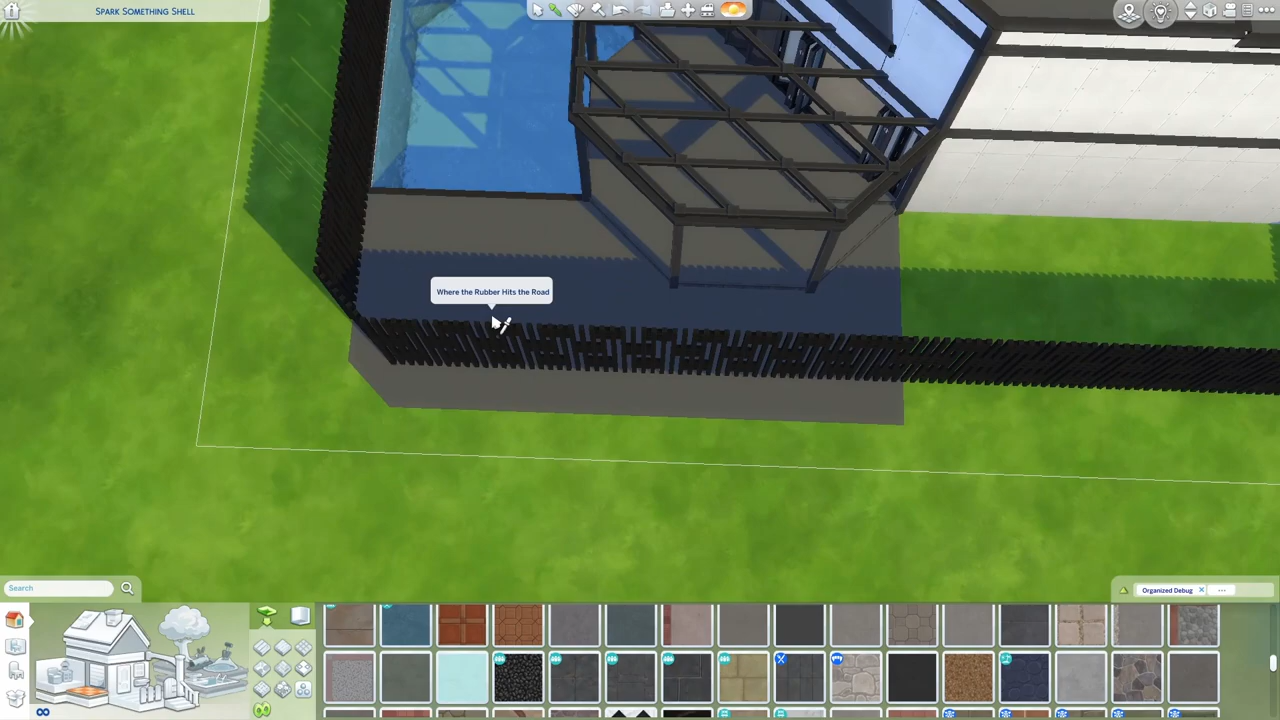 SPARK SOMETHING SHELL
Where the Rubber Hits the Road
Search
Organized Debug